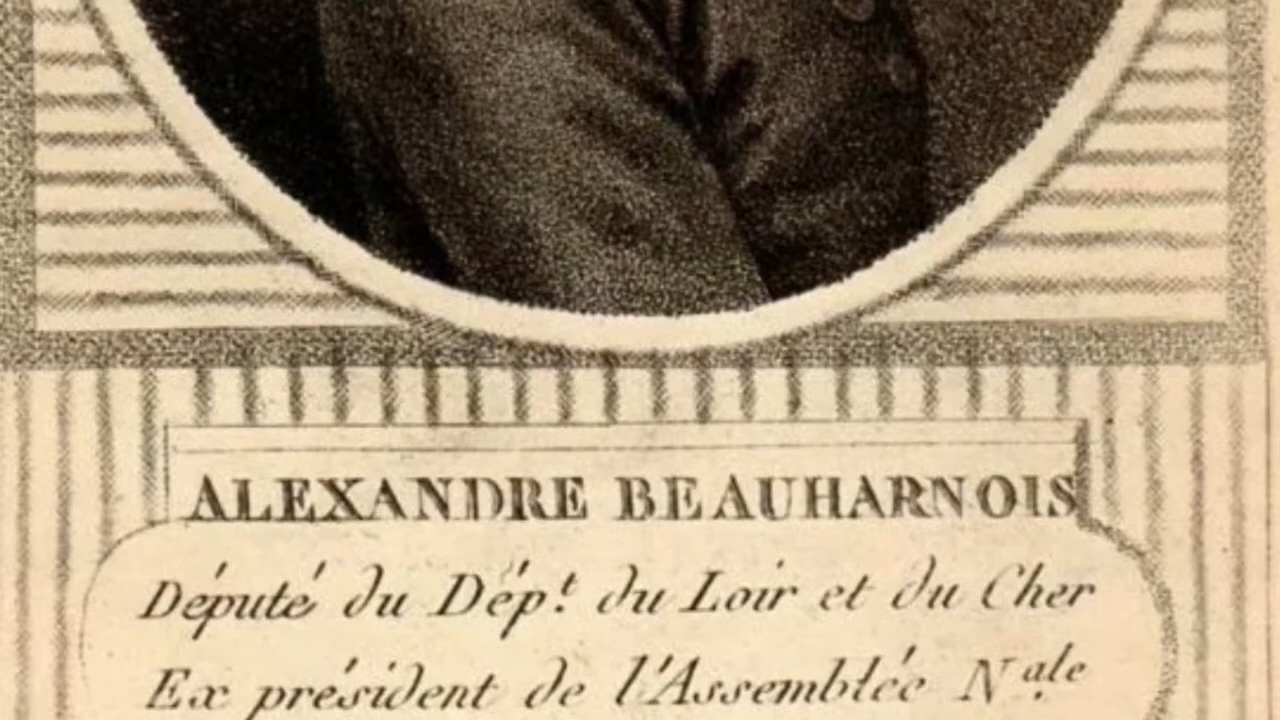 ALEXANDRE BEAUHARNOIS
Député du Dép.t du Loir et du Cher
Ex président de l'Assemblée N.ale